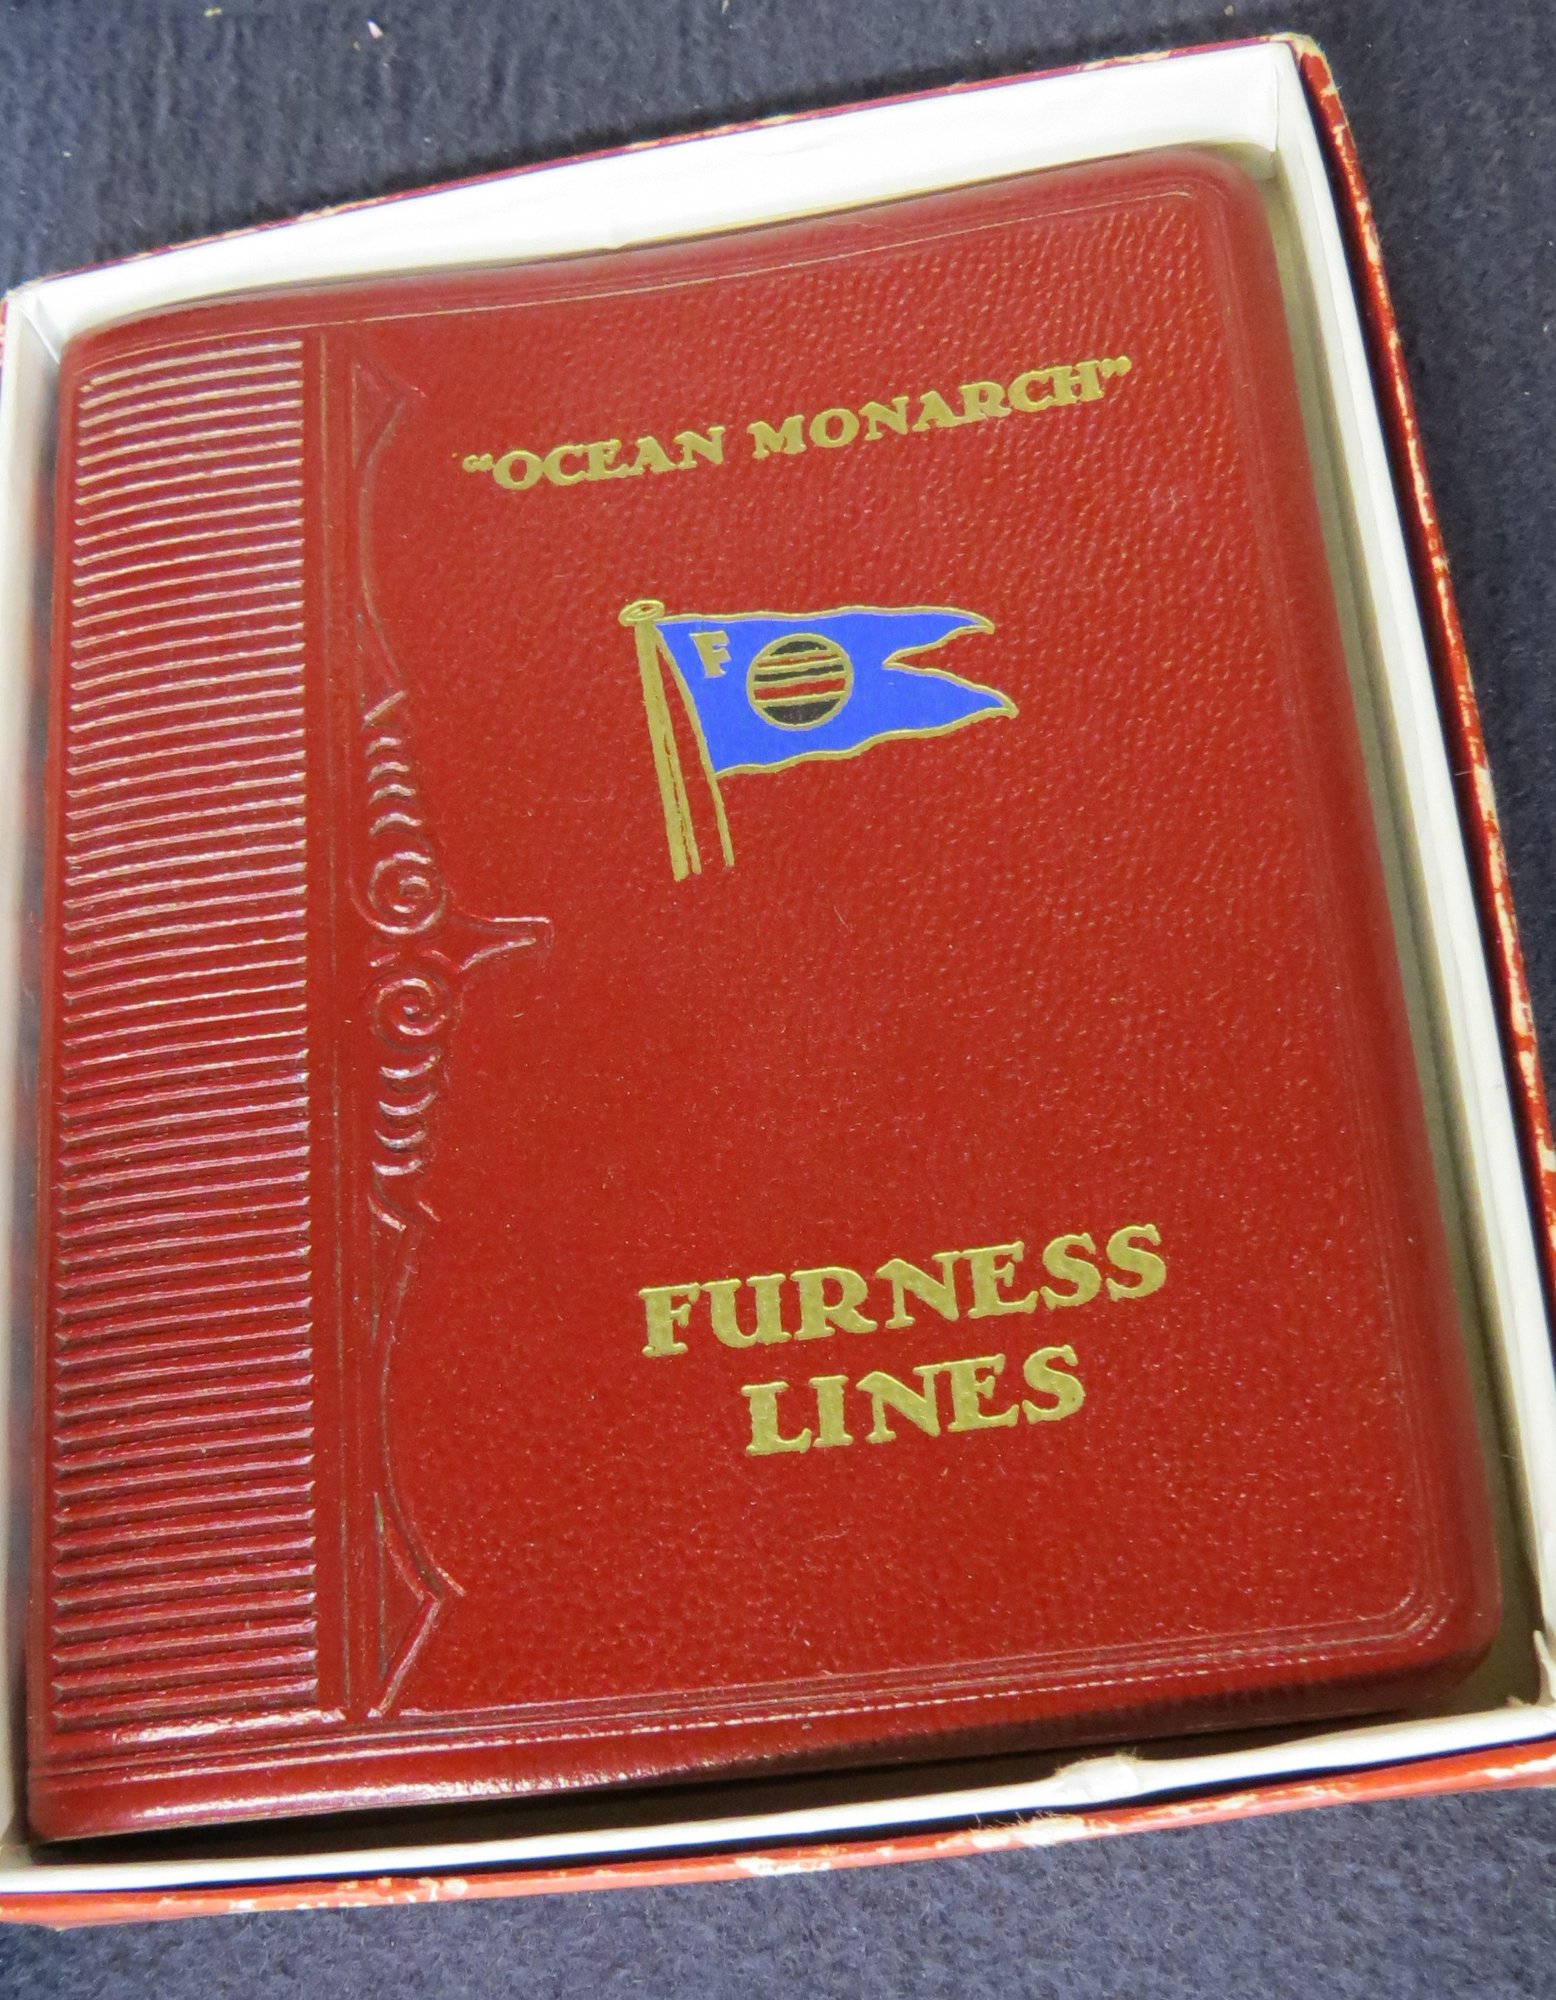 “OCEAN MONARCH”
F
FURNESS
LINES